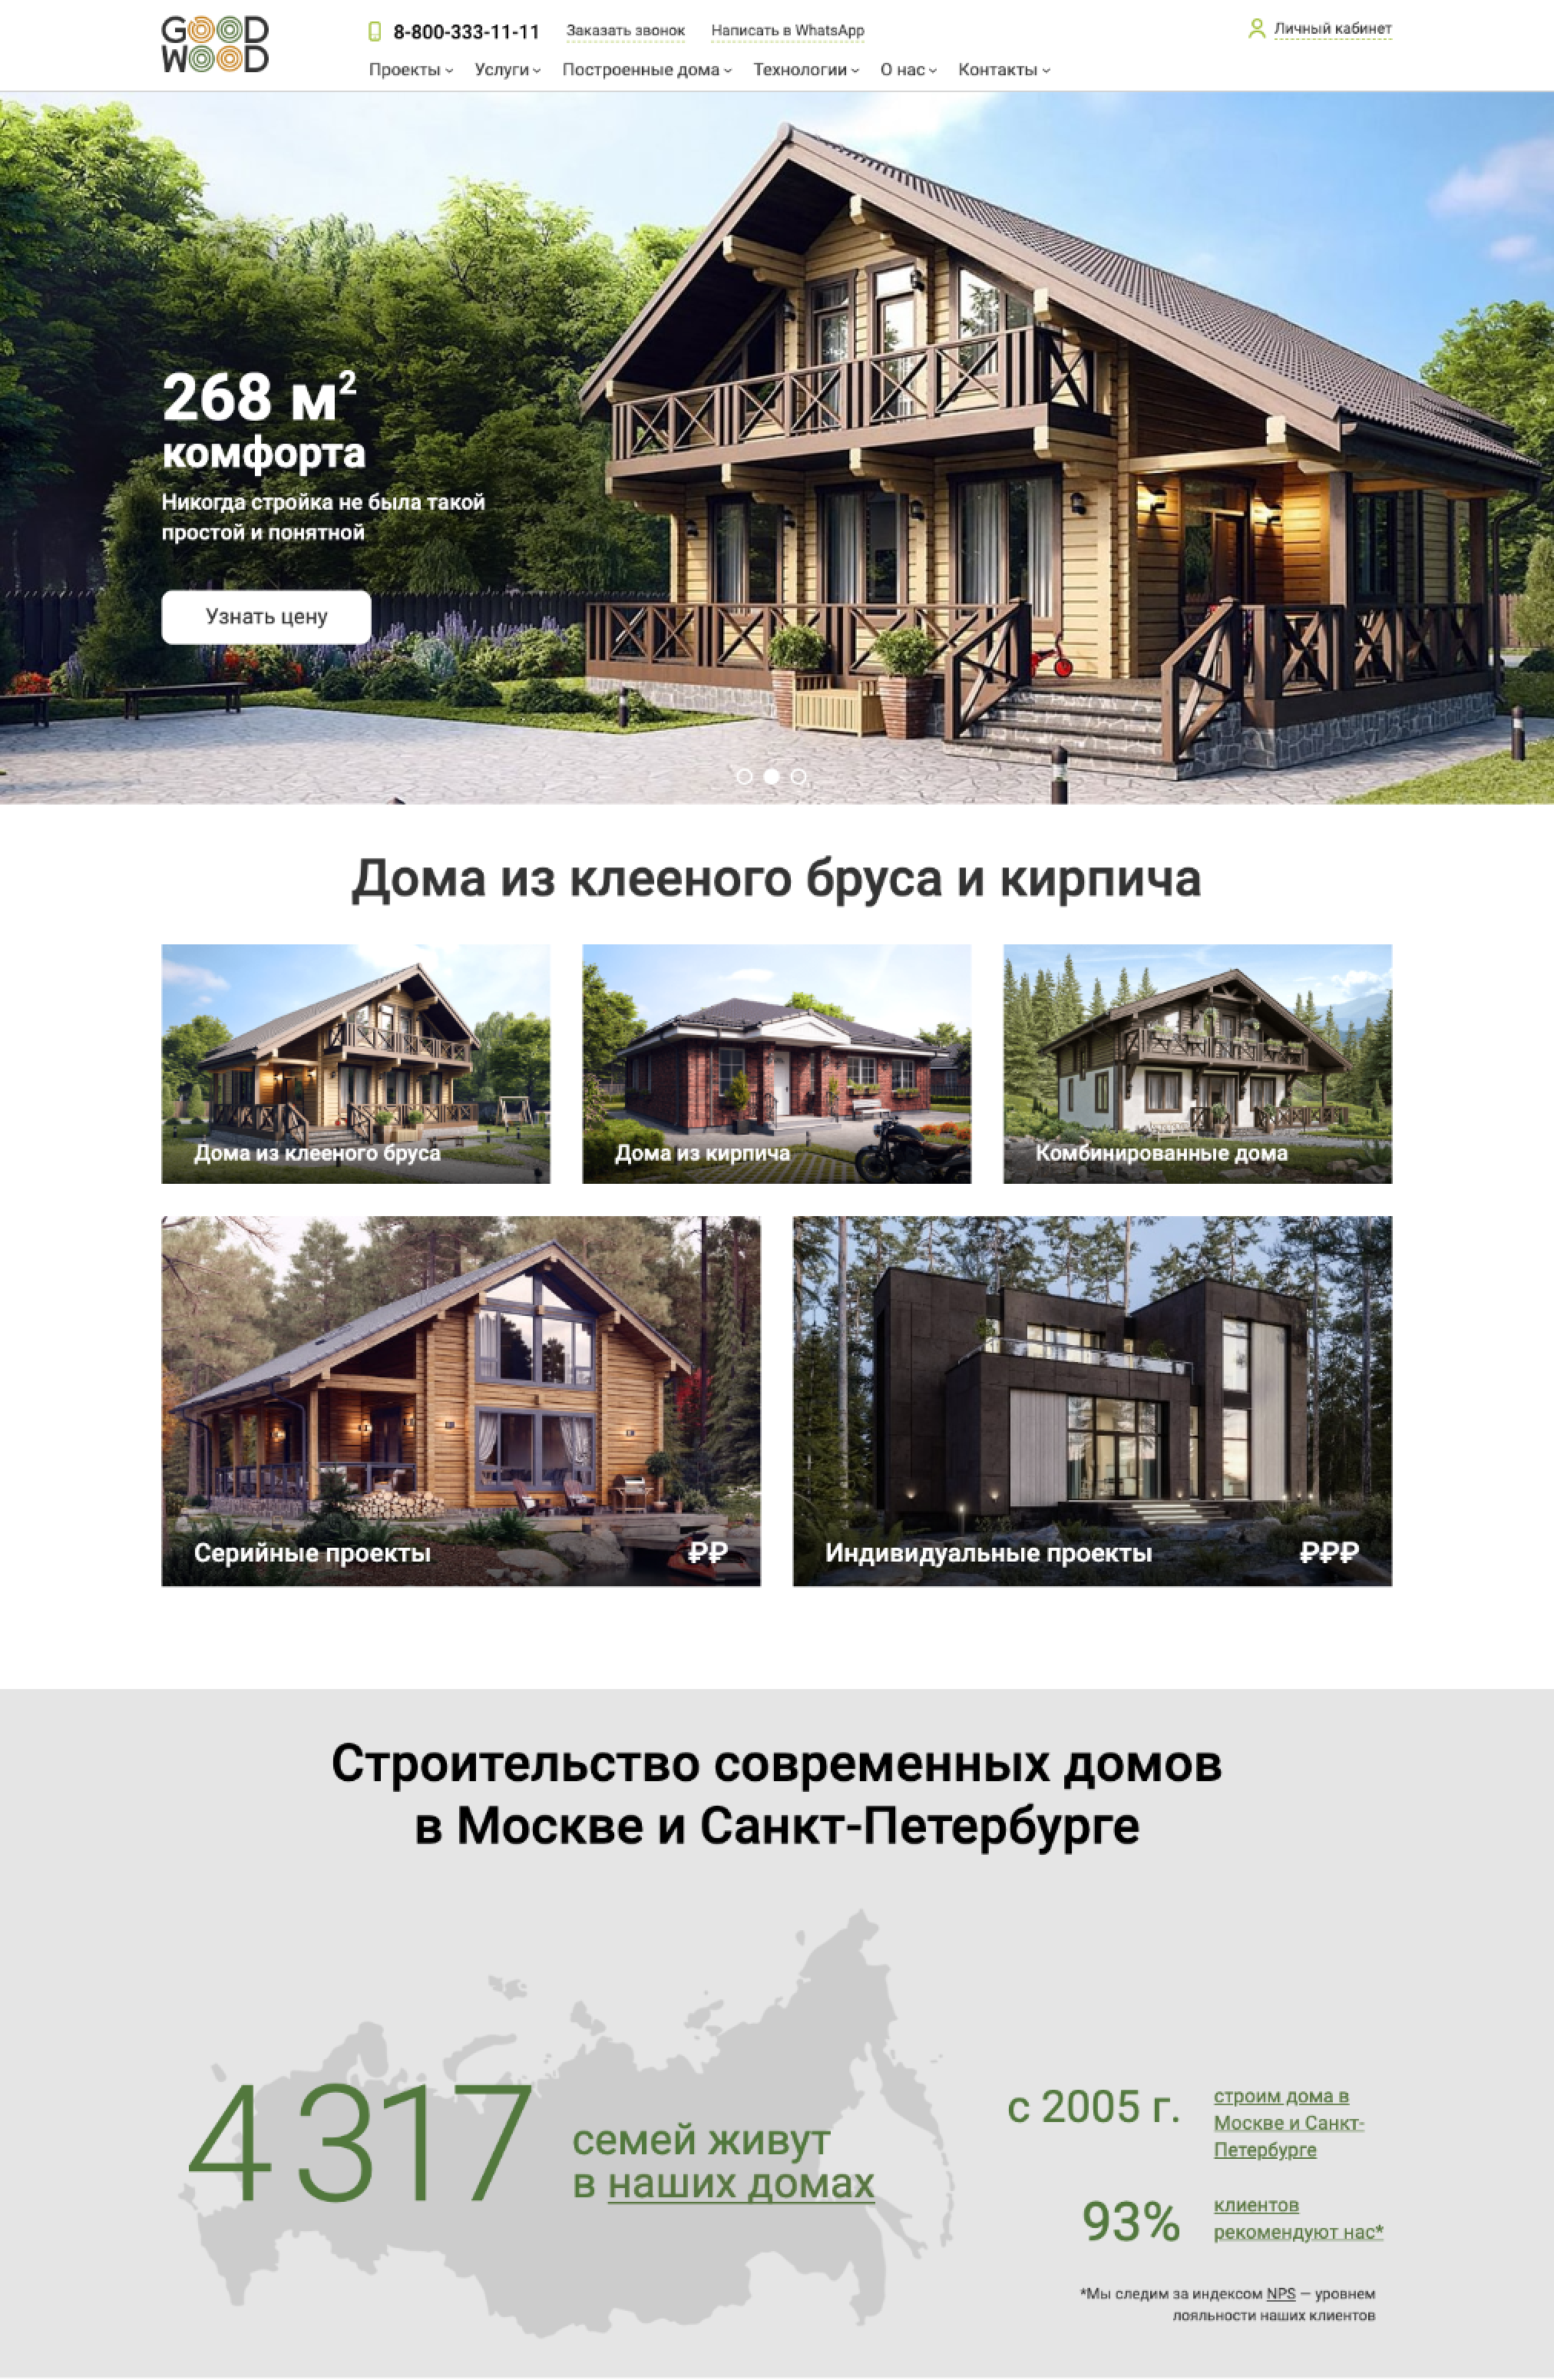 GOOD
WOOD
8-800-333-11-11 Заказать звонок Написать в WhatsApp Личный кабинет
Проекты Услуги Построенные дома Технологии О нас Контакты
268 м²
комфорта
Никогда стройка не была такой
простой и понятной
Узнать цену
Дома из клееного бруса и кирпича
Дома из клееного бруса
Дома из кирпича
Комбинированные дома
Серийные проекты ₽₽
Индивидуальные проекты ₽₽₽
Строительство современных домов
в Москве и Санкт-Петербурге
4 317
семей живут
в наших домах
с 2005 г.
строим дома в
Москве и Санкт-
Петербурге
93%
клиентов
рекомендуют нас*
*Мы следим за индексом NPS — уровнем
лояльности наших клиентов